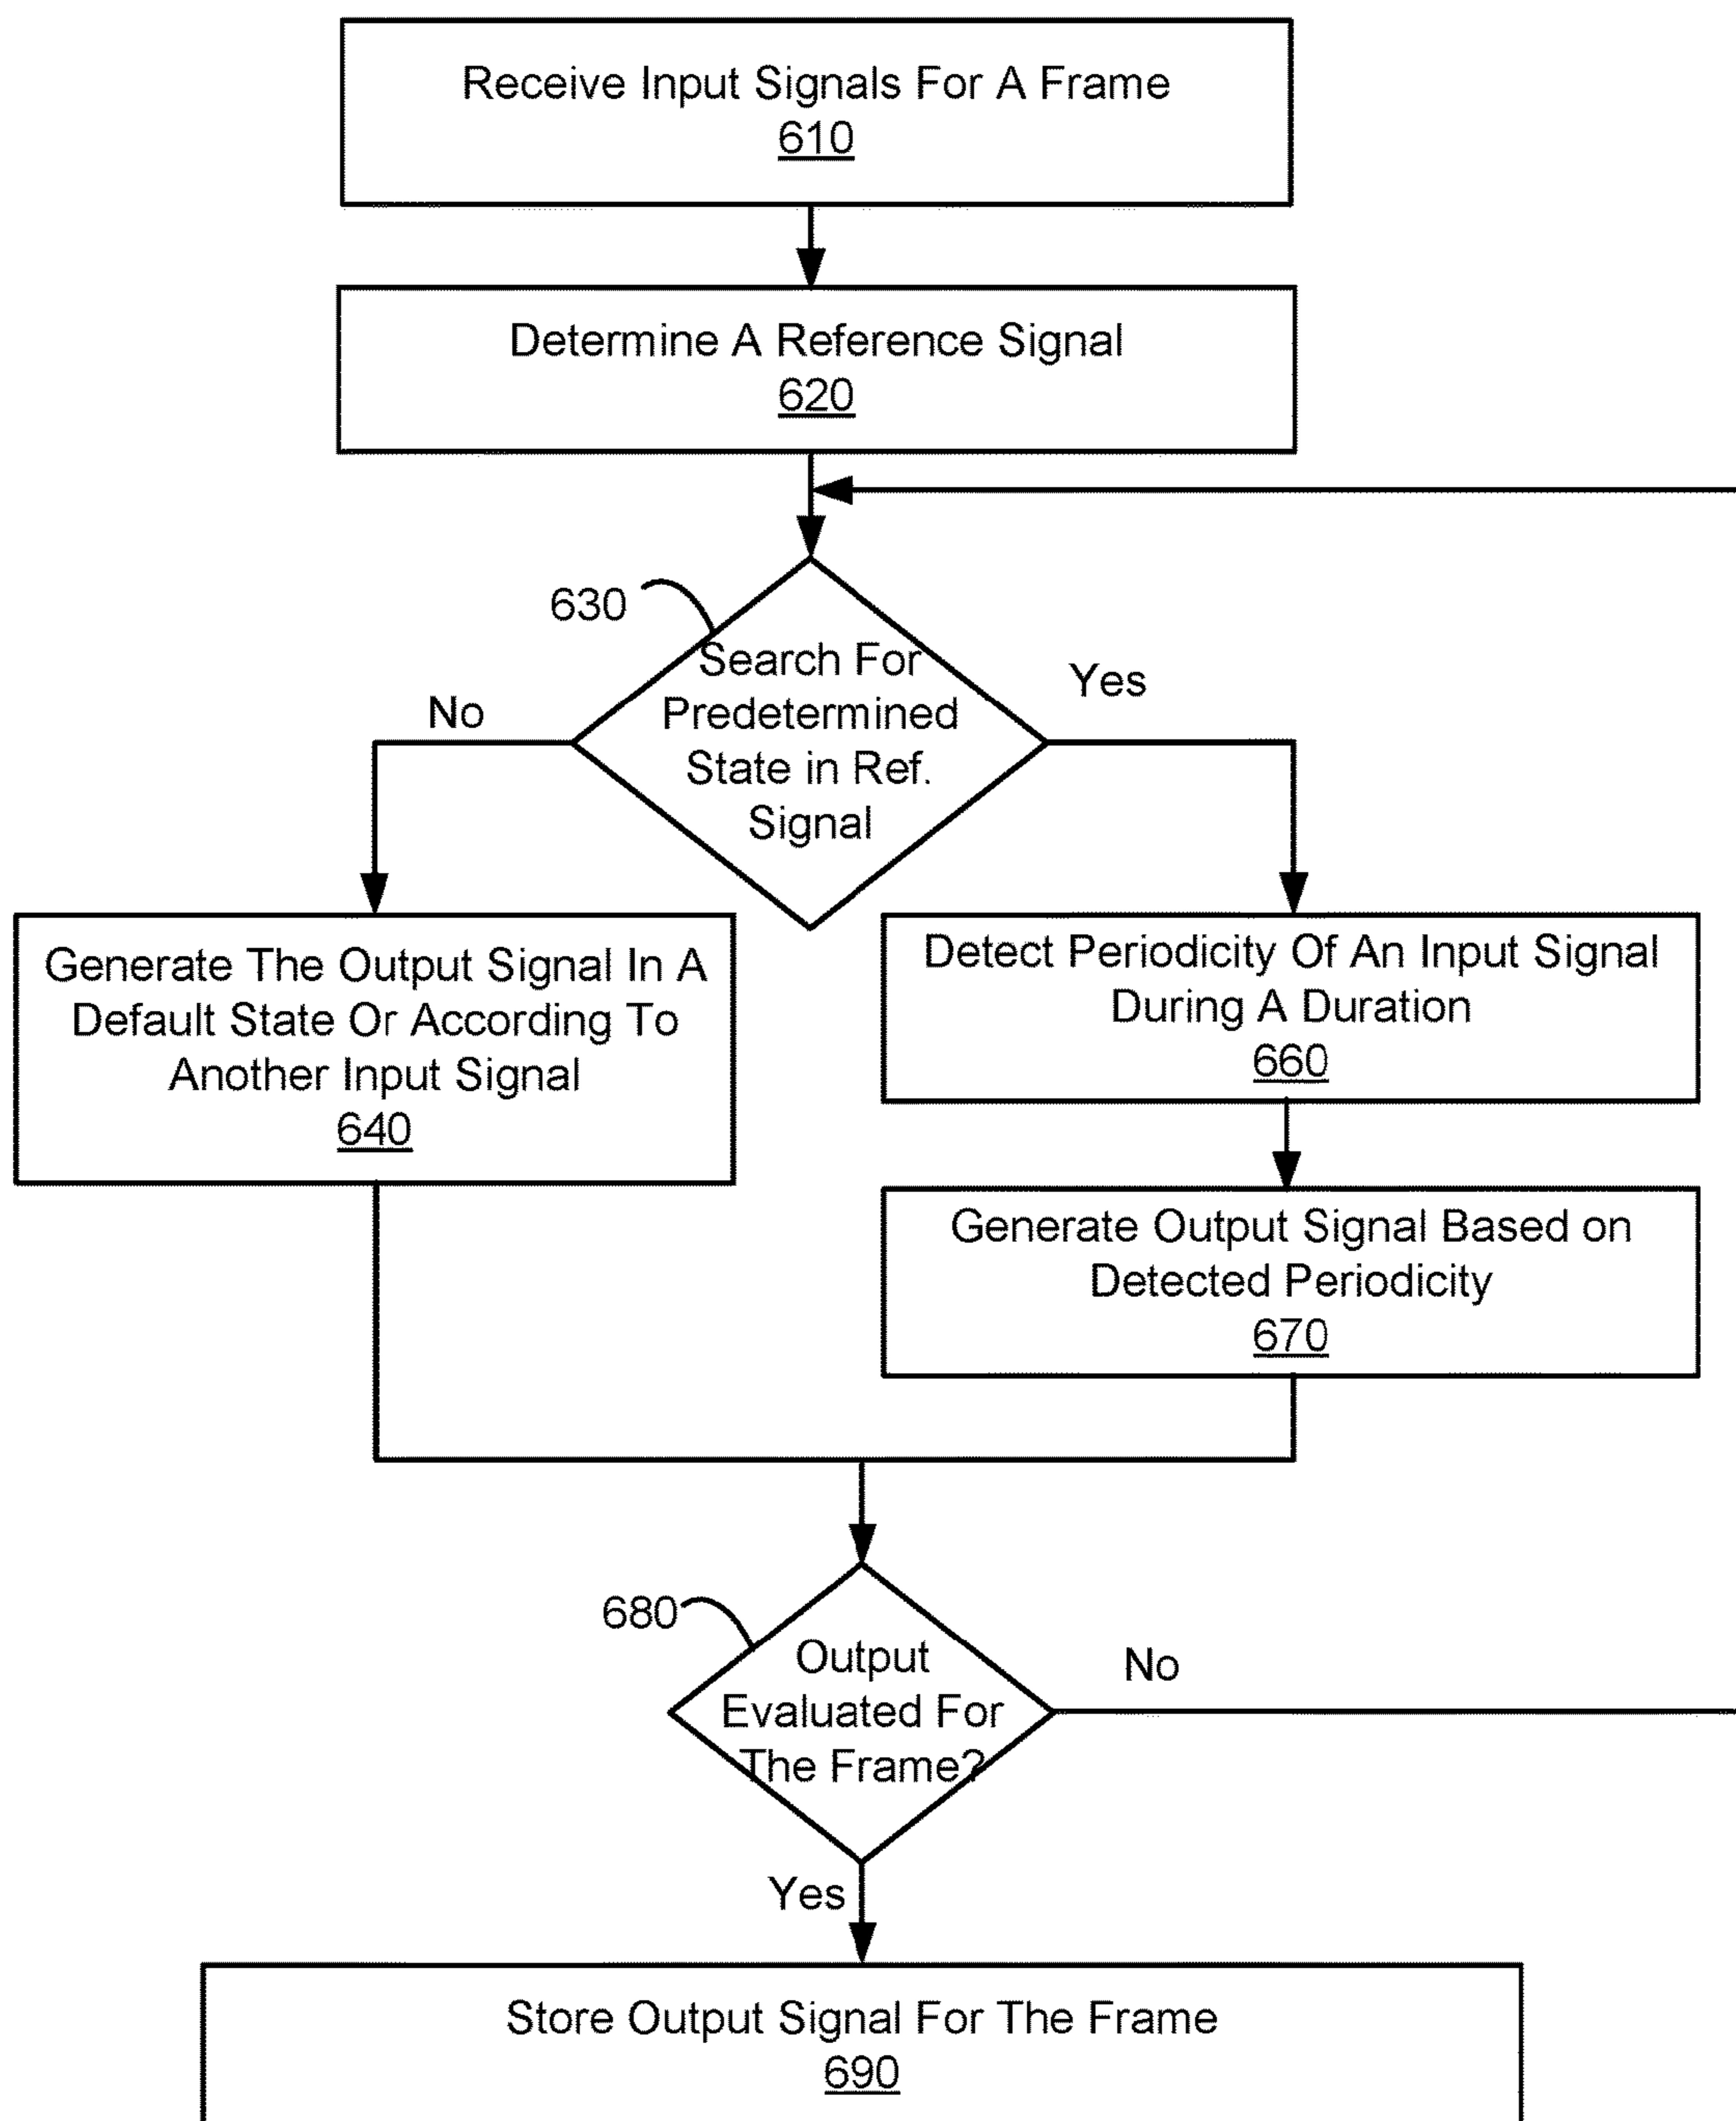 Receive Input Signals For A Frame
610
Determine A Reference Signal
620
630
Search For
Predetermined
State in Ref.
Signal
No
Yes
Generate The Output Signal In A
Default State Or According To
Another Input Signal
640
Detect Periodicity Of An Input Signal
During A Duration
660
Generate Output Signal Based on
Detected Periodicity
670
680
Output
Evaluated For
The Frame?
No
Yes
Store Output Signal For The Frame
690